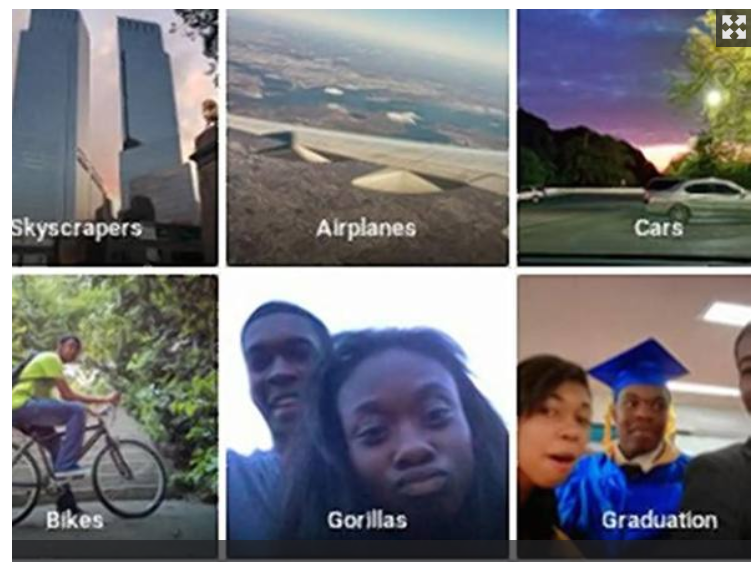 Skyscrapers
Airplanes
Cars
Bikes
Gorillas
Graduation